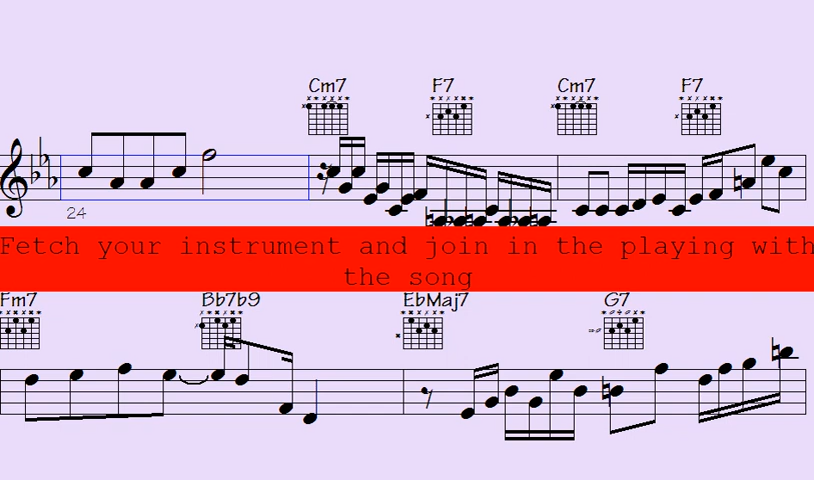 Cm7 F7 Cm7 F7
24
Fetch your instrument and join in the playing with
the song
Fm7 Bb7b9 EbMaj7 G7